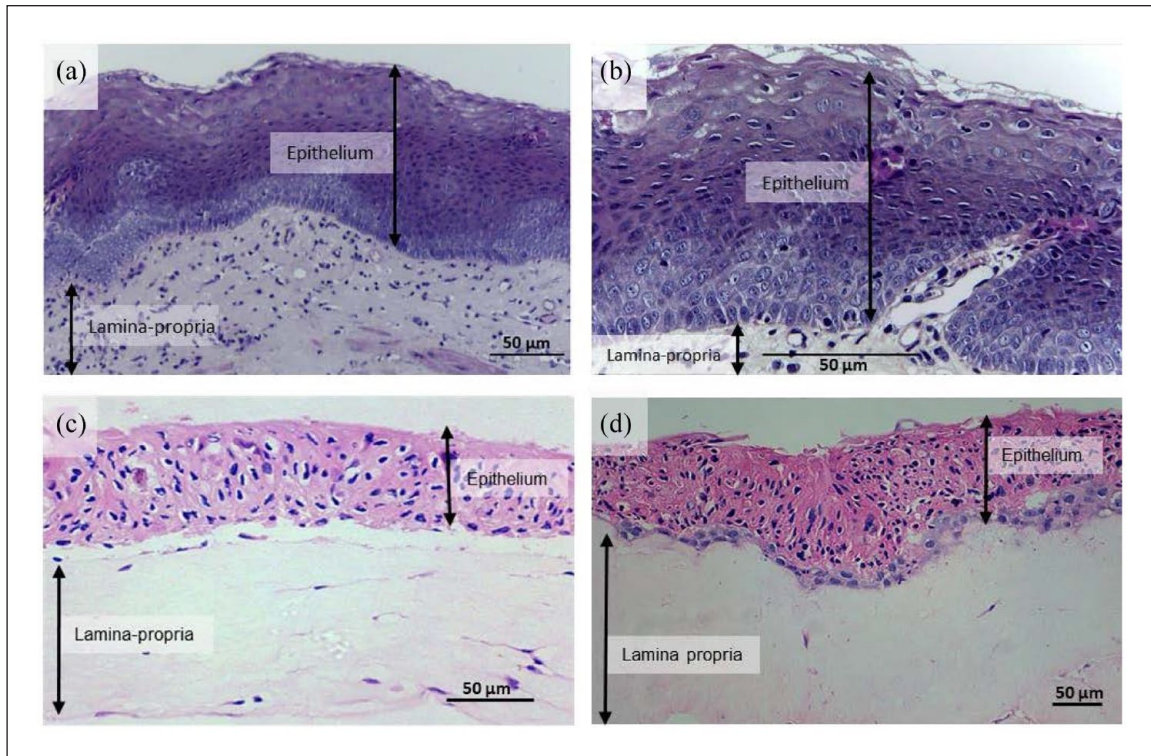 (a)
Epithelium
Lamina-propria
50 μm
(b)
Epithelium
Lamina-propria
50 μm
(c)
Epithelium
Lamina-propria
50 μm
(d)
Epithelium
Lamina propria
50 μm